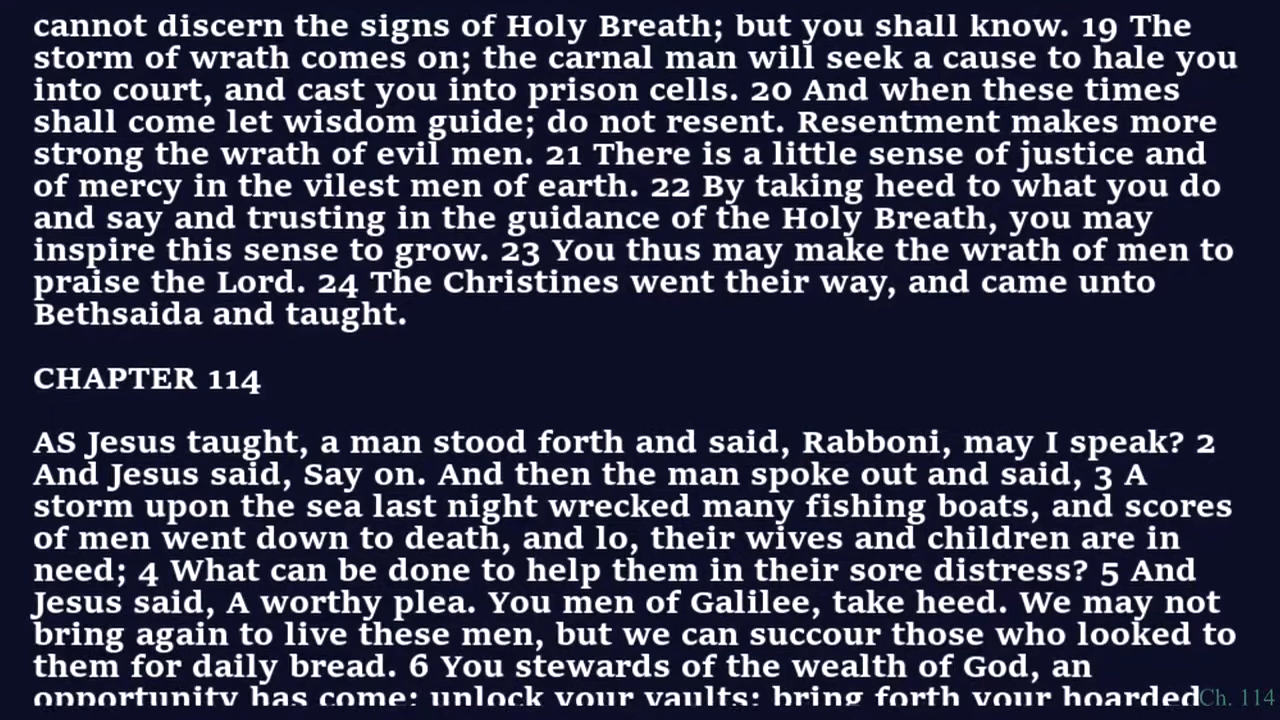 cannot discern the signs of Holy Breath; but you shall know. 19 The
storm of wrath comes on; the carnal man will seek a cause to hale you
into court, and cast you into prison cells. 20 And when these times
shall come let wisdom guide; do not resent. Resentment makes more
strong the wrath of evil men. 21 There is a little sense of justice and
of mercy in the vilest men of earth. 22 By taking heed to what you do
and say and trusting in the guidance of the Holy Breath, you may
inspire this sense to grow. 23 You thus may make the wrath of men to
praise the Lord. 24 The Christines went their way, and came unto
Bethsaida and taught.
CHAPTER 114
AS Jesus taught, a man stood forth and said, Rabboni, may I speak? 2
And Jesus said, Say on. And then the man spoke out and said, 3 A
storm upon the sea last night wrecked many fishing boats, and scores
of men went down to death, and lo, their wives and children are in
need; 4 What can be done to help them in their sore distress? 5 And
Jesus said, A worthy plea. You men of Galilee, take heed. We may not
bring again to live these men, but we can succour those who looked to
them for daily bread. 6 You stewards of the wealth of God, an
opportunity has come; unlock your vaults; bring forth your hoarded
Ch. 114